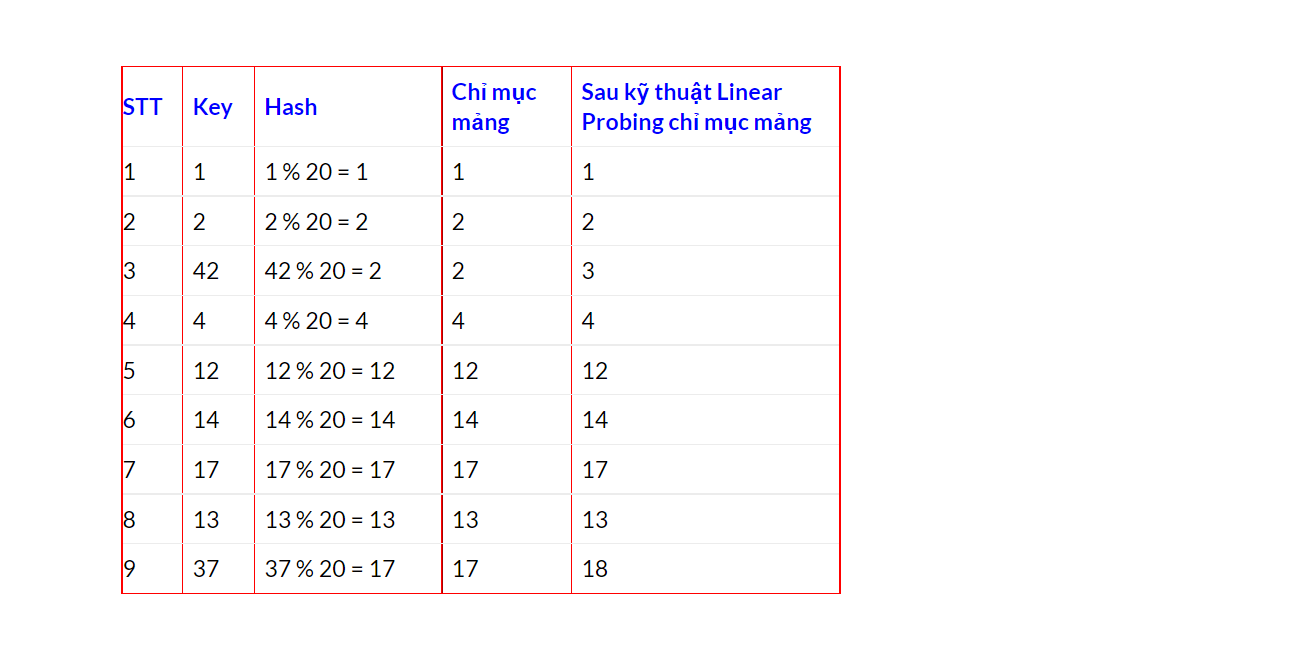 STT Key Hash Chỉ mục mảng Sau kỹ thuật Linear Probing chỉ mục mảng
1 1 1 % 20 = 1 1 1
2 2 2 % 20 = 2 2 2
3 42 42 % 20 = 2 2 3
4 4 4 % 20 = 4 4 4
5 12 12 % 20 = 12 12 12
6 14 14 % 20 = 14 14 14
7 17 17 % 20 = 17 17 17
8 13 13 % 20 = 13 13 13
9 37 37 % 20 = 17 17 18